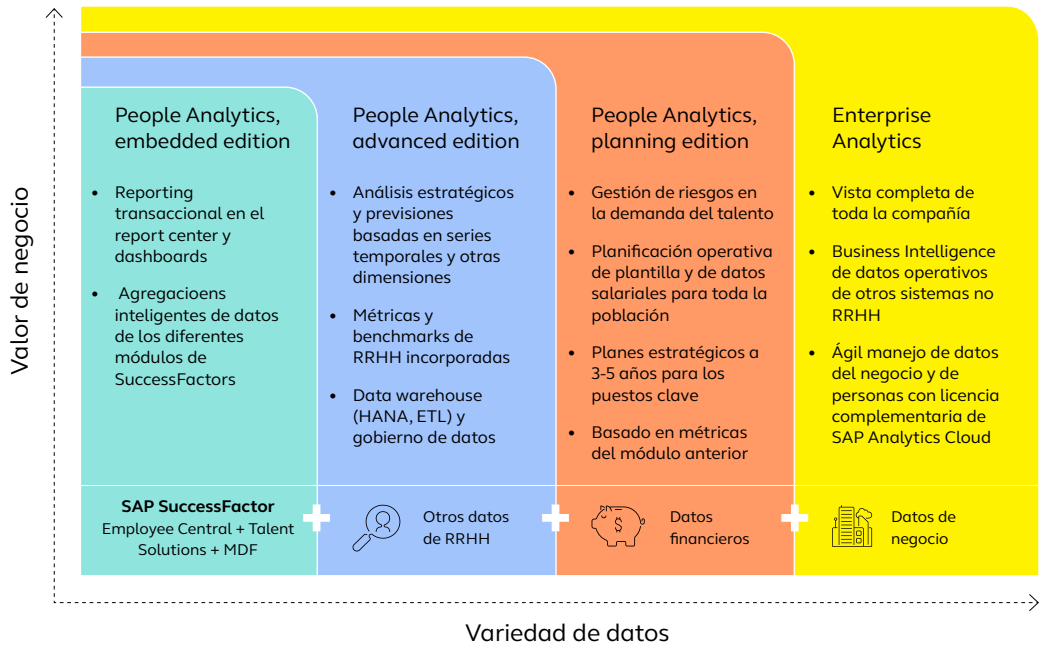 Valor de negocio
People Analytics,
embedded edition
• Reporting
transaccional en el
report center y
dashboards
• Agregacioens
inteligentes de datos
de los diferentes
módulos de
SuccessFactors
SAP SuccessFactor
Employee Central + Talent
Solutions + MDF
People Analytics,
advanced edition
• Análisis estratégicos
y previsiones
basadas en series
temporales y otras
dimensiones
• Métricas y
benchmarks de
RRHH incorporadas
• Data warehouse
(HANA, ETL) y
gobierno de datos
Otros datos
de RRHH
People Analytics,
planning edition
• Gestión de riesgos en
la demanda del talento
• Planificación operativa
de plantilla y de datos
salariales para toda la
población
• Planes estratégicos a
3-5 años para los
puestos clave
• Basado en métricas
del módulo anterior
$
Datos
financieros
Enterprise
Analytics
• Vista completa de
toda la compañía
• Business Intelligence
de datos operativos
de otros sistemas no
RRHH
• Ágil manejo de datos
del negocio y de
personas con licencia
complementaria de
SAP Analytics Cloud
Datos de
negocio
Variedad de datos